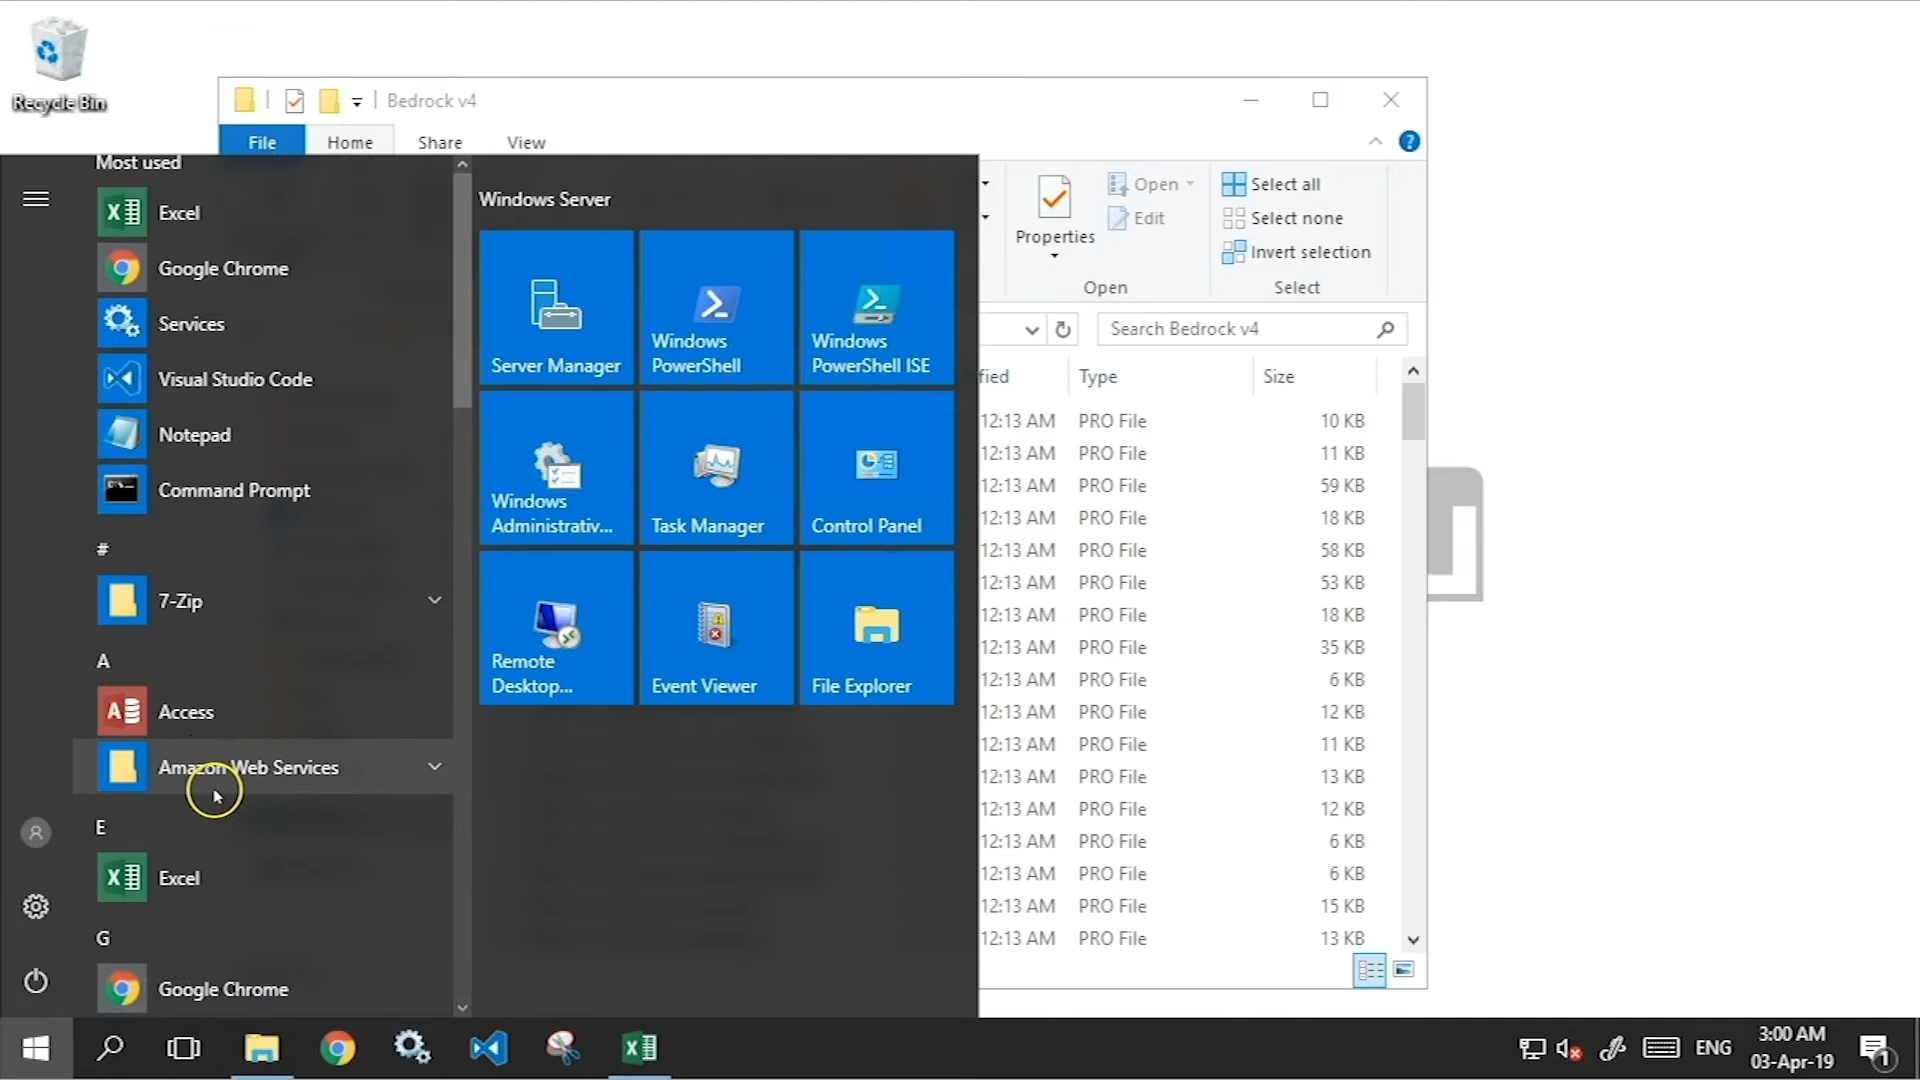 Recycle Bin
Bedrock v4
File
Home
Share
View
Most used
Excel
Google Chrome
Services
Visual Studio Code
Notepad
Command Prompt
#
7-Zip
A
Access
Amazon Web Services
E
Excel
G
Google Chrome
Windows Server
Server Manager
Windows
PowerShell
Windows
PowerShell ISE
Windows
Administrativ...
Task Manager
Control Panel
Remote
Desktop...
Event Viewer
File Explorer
Properties
Open
Edit
Open
Select all
Select none
Invert selection
Select
Search Bedrock v4
fied
Type
Size
12:13 AM PRO File 10 KB
12:13 AM PRO File 11 KB
12:13 AM PRO File 59 KB
12:13 AM PRO File 18 KB
12:13 AM PRO File 58 KB
12:13 AM PRO File 53 KB
12:13 AM PRO File 18 KB
12:13 AM PRO File 35 KB
12:13 AM PRO File 6 KB
12:13 AM PRO File 12 KB
12:13 AM PRO File 11 KB
12:13 AM PRO File 13 KB
12:13 AM PRO File 12 KB
12:13 AM PRO File 6 KB
12:13 AM PRO File 6 KB
12:13 AM PRO File 15 KB
12:13 AM PRO File 13 KB
ENG
3:00 AM
03-Apr-19
1